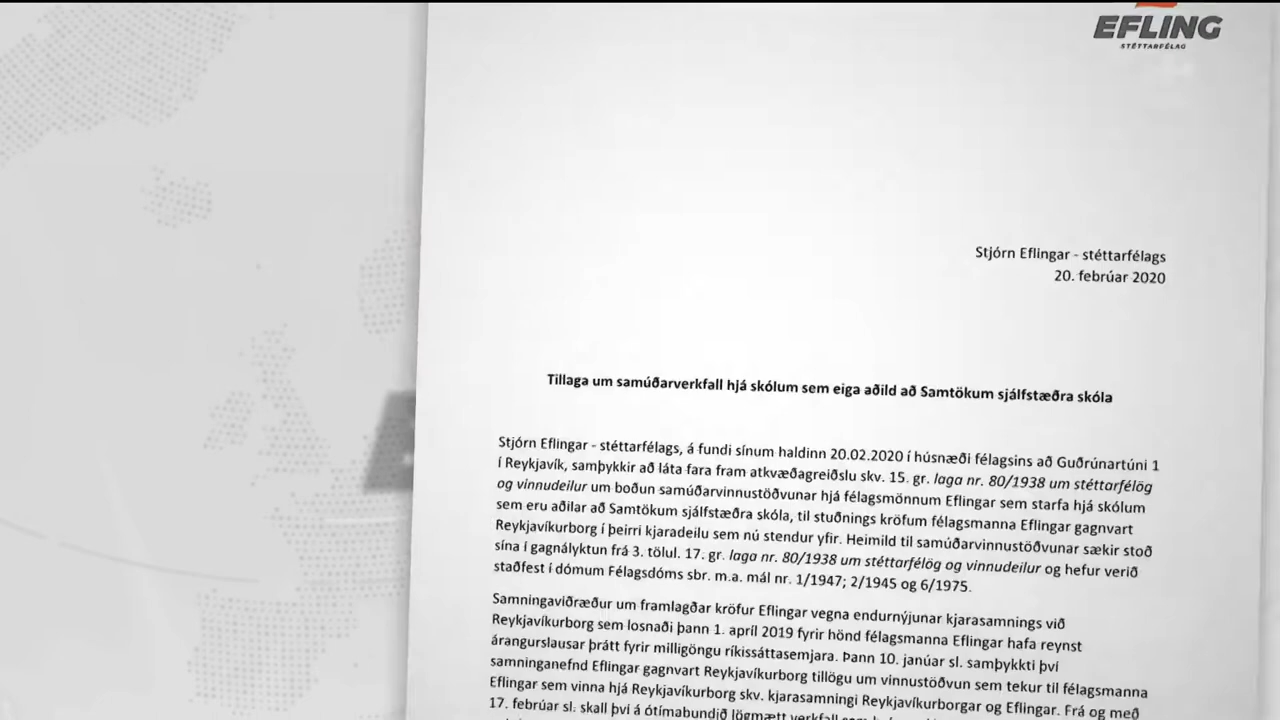 EFLING
STÉTTARFÉLAG
Stjórn Eflingar - stéttarfélags
20. febrúar 2020
Tillaga um samúðarverkfall hjá skólum sem eiga aðild að Samtökum sjálfstæðra skóla
Stjórn Eflingar - stéttarfélags, á fundi sínum haldinn 20.02.2020 í húsnæði félagsins að Guðrúnartúni 1
í Reykjavík, samþykkir að láta fara fram atkvæðagreiðslu skv. 15. gr. laga nr. 80/1938 um stéttarfélög
og vinnudeilur um boðun samúðarvinnustöðvunar hjá félagsmönnum Eflingar sem starfa hjá skólum
sem eru aðilar að Samtökum sjálfstæðra skóla, til stuðnings kröfum félagsmanna Eflingar gagnvart
Reykjavíkurborg í þeirri kjaradeilu sem nú stendur yfir. Heimild til samúðarvinnustöðvunar sækir stoð
sína í gagnályktun frá 3. tölul. 17. gr. laga nr. 80/1938 um stéttarfélög og vinnudeilur og hefur verið
staðfest í dómum Félagsdóms sbr. m.a. mál nr. 1/1947; 2/1945 og 6/1975.
Samningaviðræður um framlagðar kröfur Eflingar vegna endurnýjunar kjarasamnings við
Reykjavíkurborg sem losnaði þann 1. apríl 2019 fyrir hönd félagsmanna Eflingar hafa reynst
árangurslausar þrátt fyrir milligöngu ríkissáttasemjara. Þann 10. janúar sl. samþykkti því
samninganefnd Eflingar gagnvart Reykjavíkurborg tillögu um vinnustöðvun sem tekur til félagsmanna
Eflingar sem vinna hjá Reykjavíkurborg skv. kjarasamningi Reykjavíkurborgar og Eflingar. Frá og með
17. febrúar sl. skall því á ótímabundið lögmætt verkfall